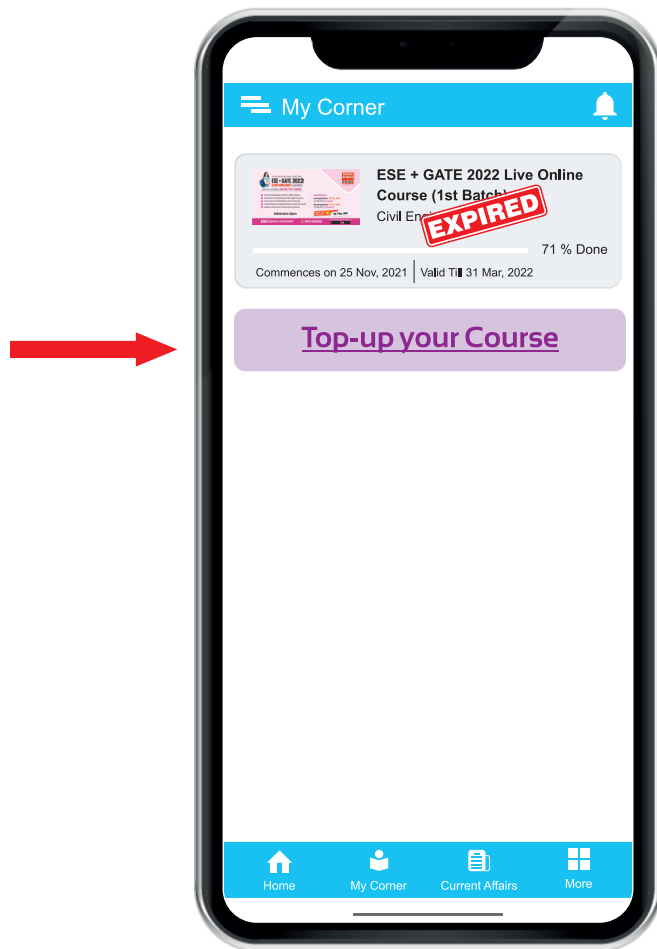 My Corner
ESE + GATE 2022 Live Online
Course (1st Batch)
Civil
EXPIRED
71 % Done
Commences on 25 Nov, 2021 Valid Till 31 Mar, 2022
Top-up your Course
Home My Corner Current Affairs More